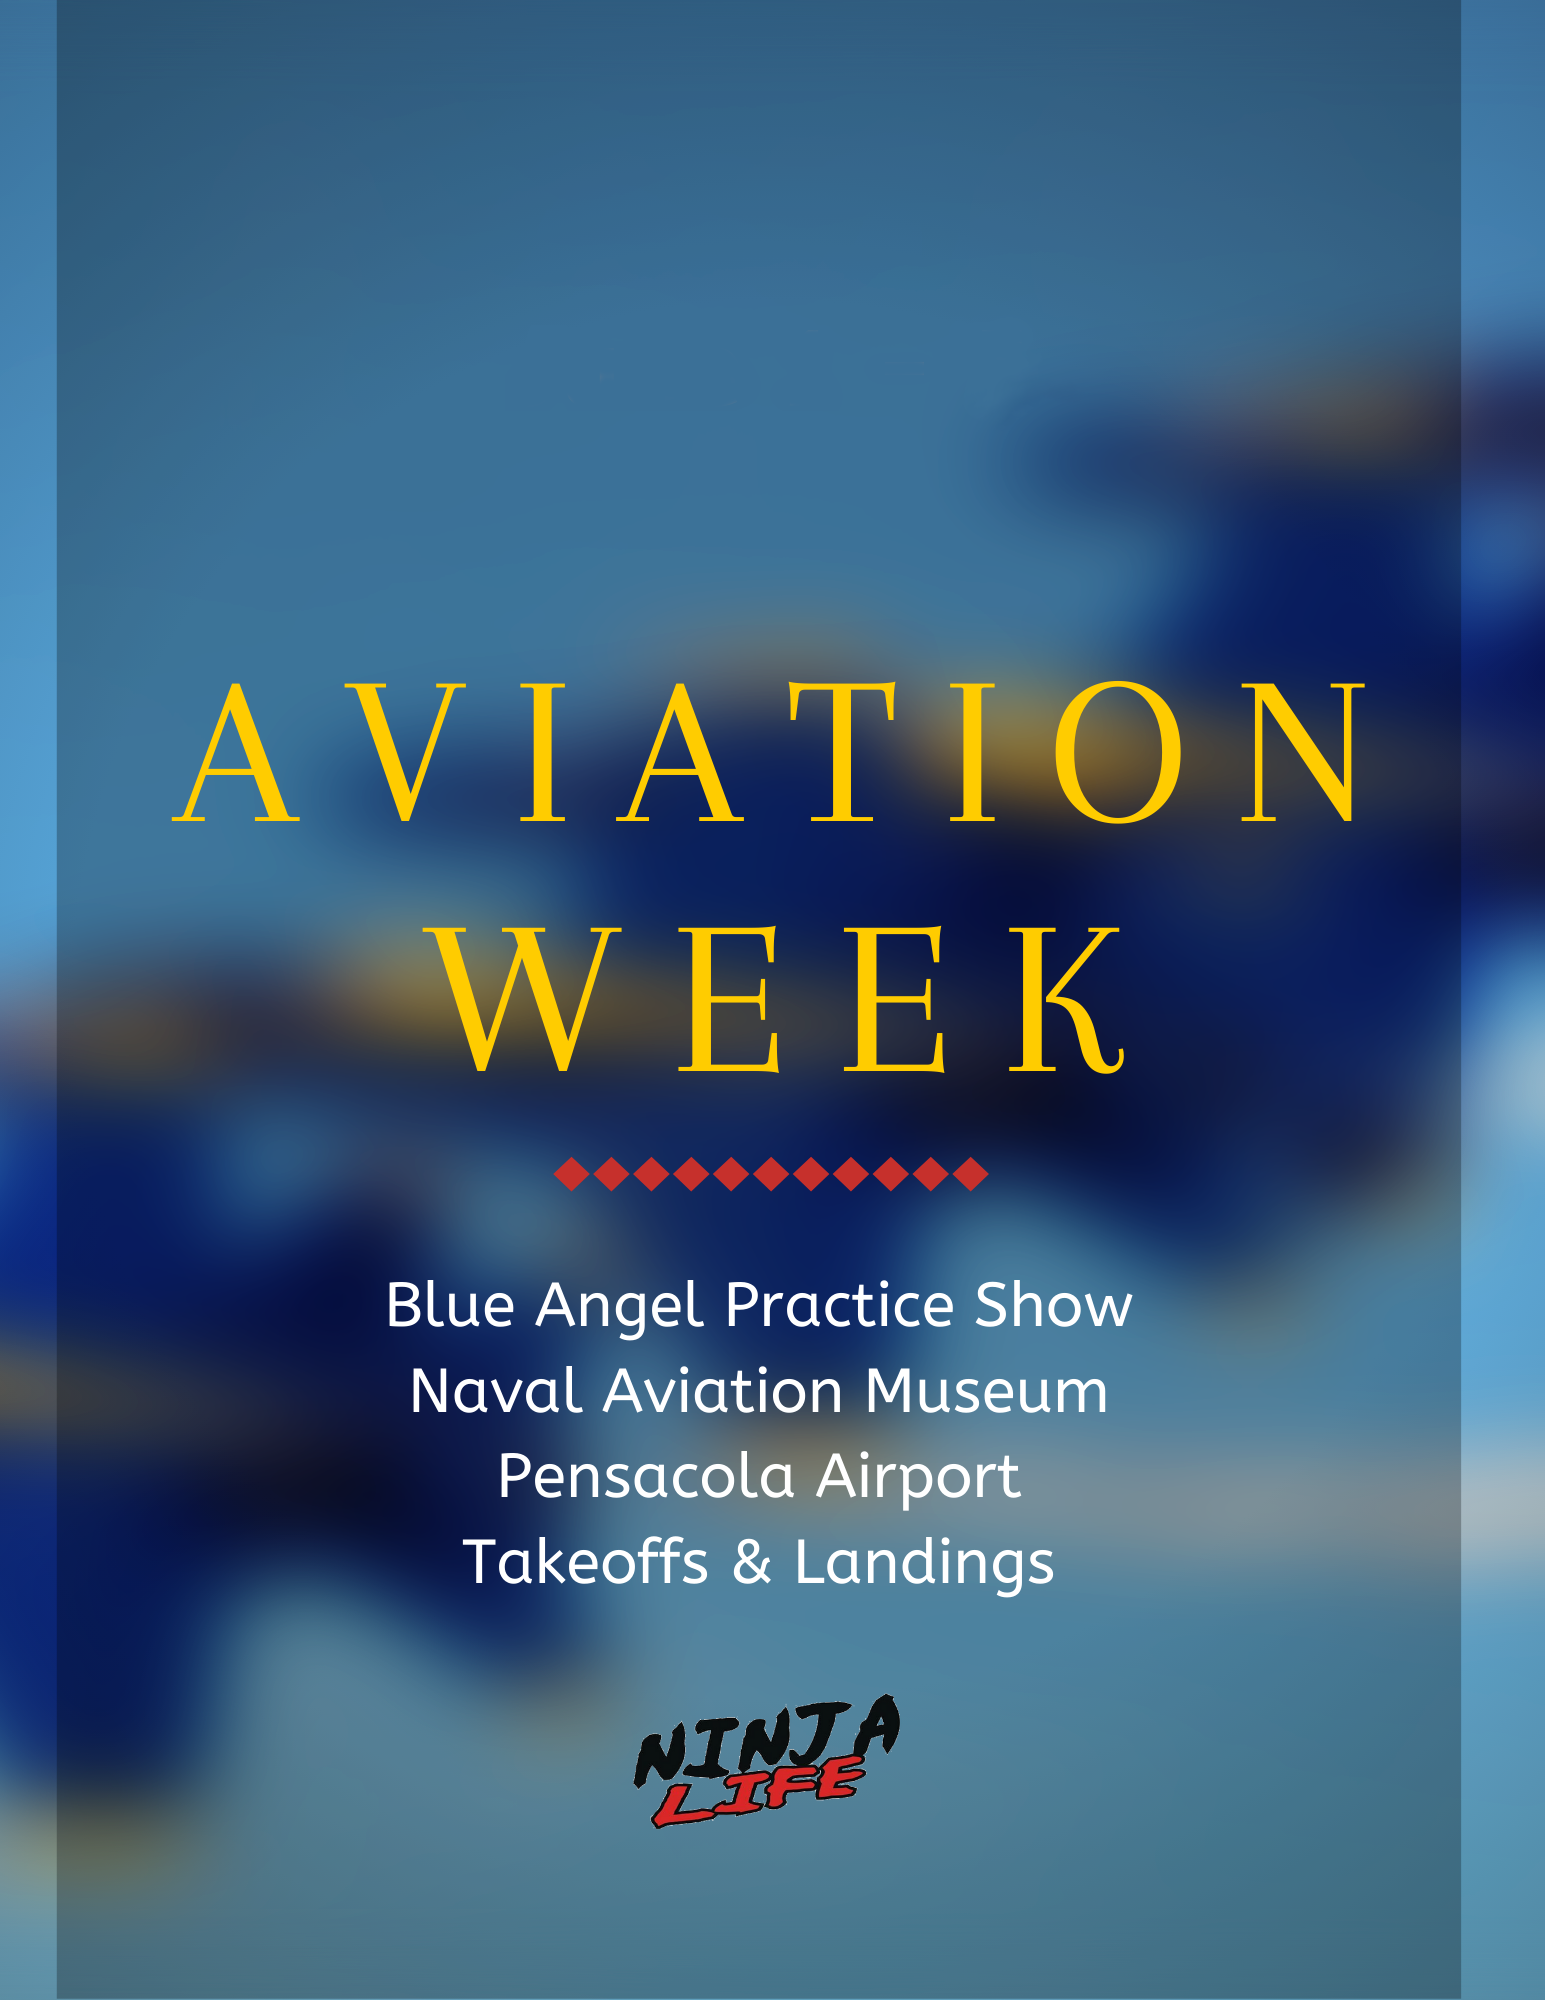 AVIATION
WEEK
Blue Angel Practice Show
Naval Aviation Museum
Pensacola Airport
Takeoffs & Landings
NINJA
LIFE